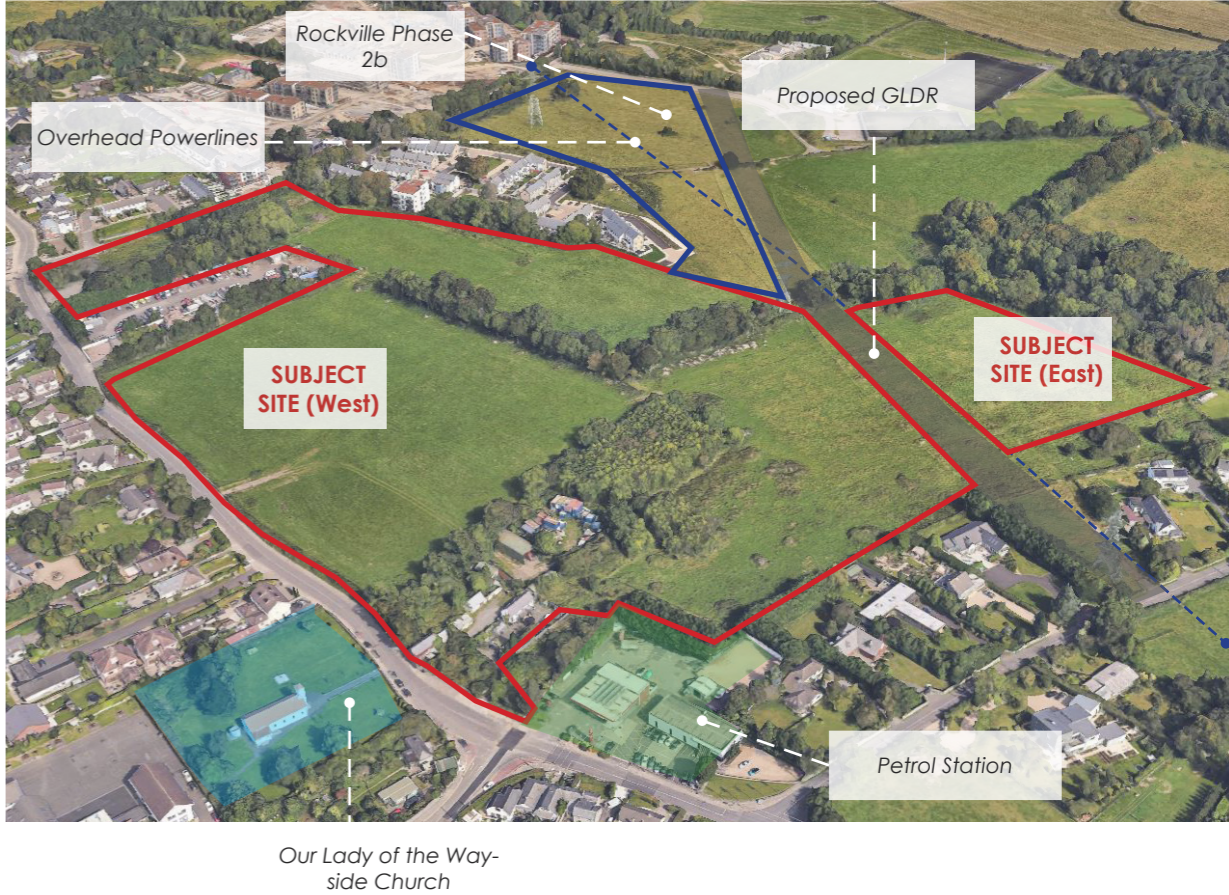 Rockville Phase
2b
Proposed GLDR
Overhead Powerlines
SUBJECT
SITE (West)
SUBJECT
SITE (East)
Petrol Station
Our Lady of the Way-
side Church